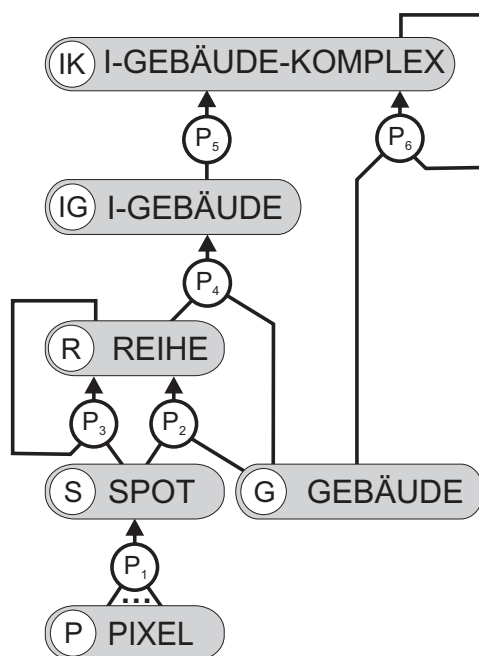 IK I-GEBÄUDE-KOMPLEX
P5
P6
IG I-GEBÄUDE
P4
R REIHE
P3
P2
S SPOT
G GEBÄUDE
P1
...
P PIXEL